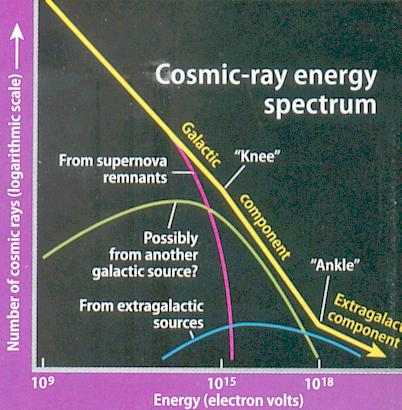 Cosmic-ray energy
spectrum
Number of cosmic rays (logarithmic scale)
Galactic
component
"Knee"
From supernova
remnants
Possibly
from another
galactic source?
"Ankle"
From extragalactic
sources
component
10⁹
10¹⁵
10¹⁸
Energy (electron volts)